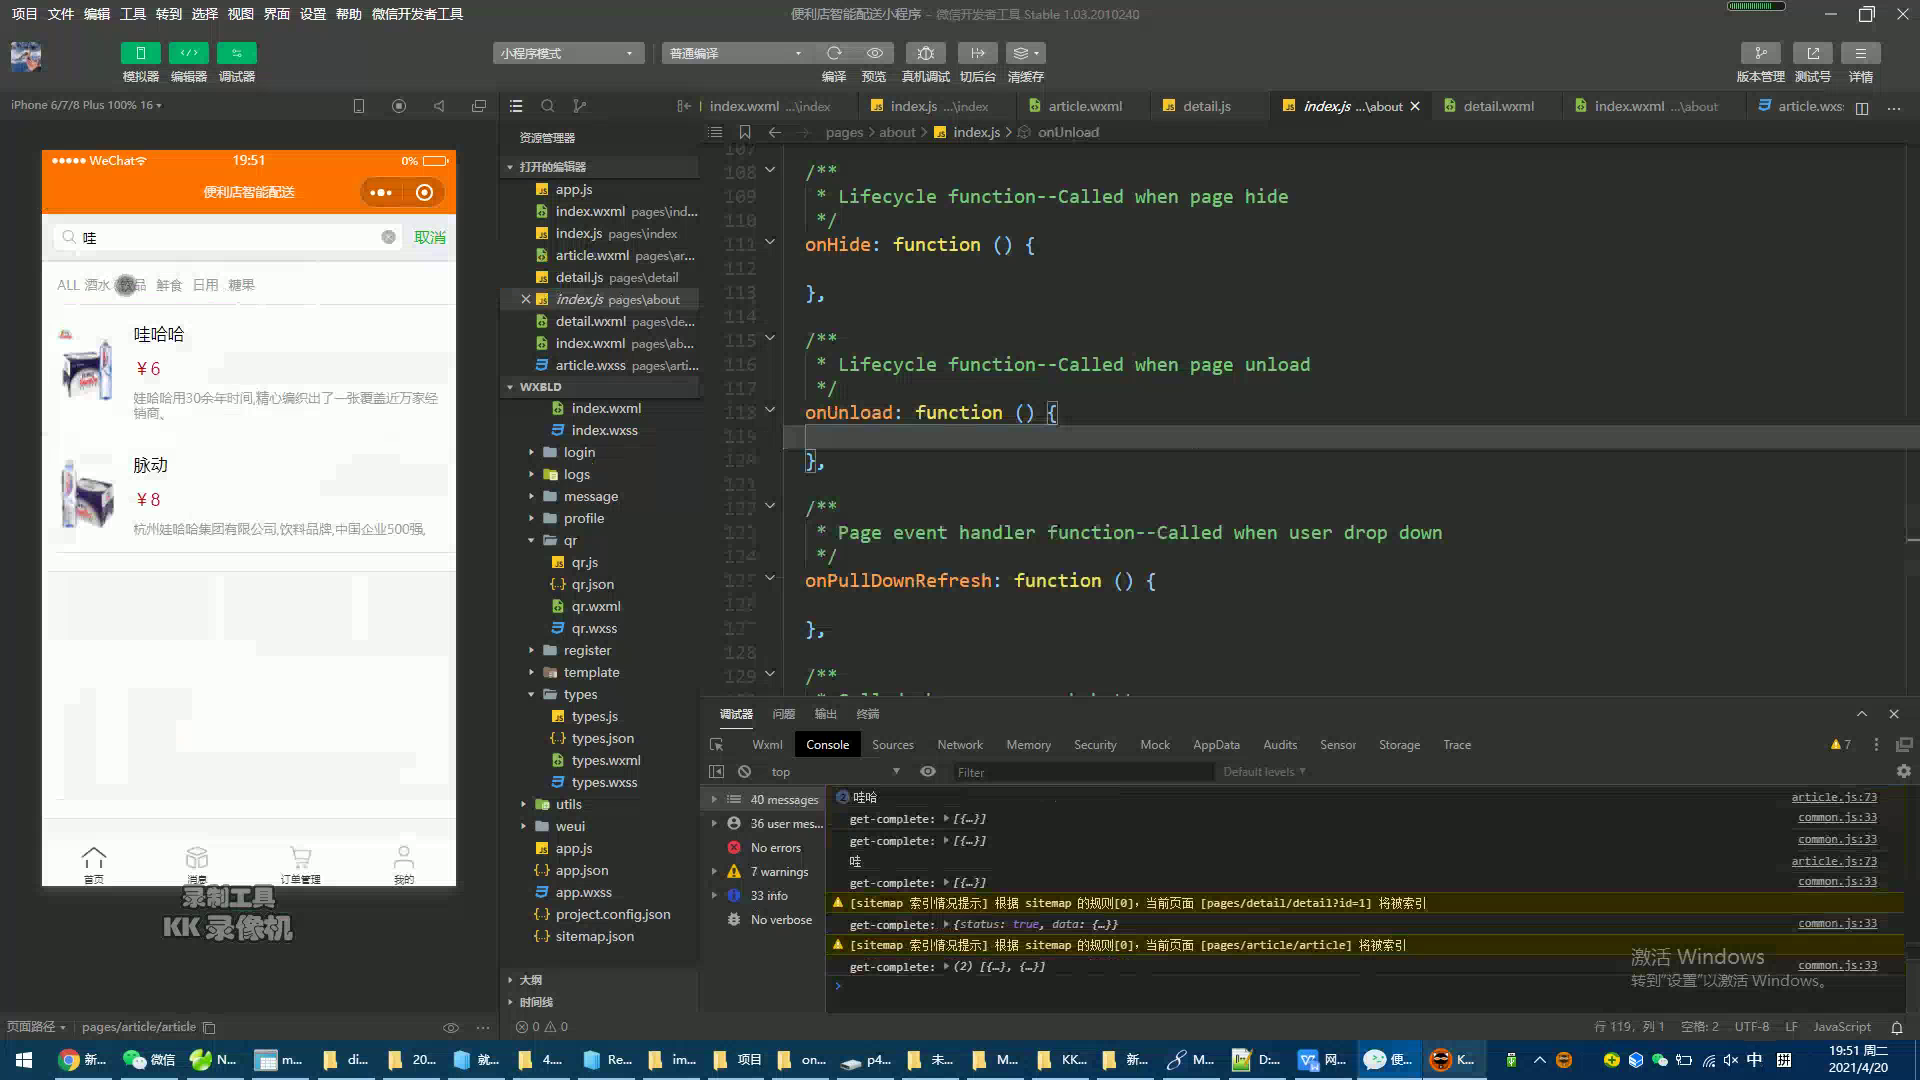 项目 文件 编辑 工具 转到 选择 视图 界面 设置 帮助 微信开发者工具
便利店智能配送小程序 - 微信开发者工具 Stable 1.03.2010240
小程序模式 普通编译
模拟器 编辑器 调试器 编译 预览 真机调试 切后台 清缓存 版本管理 测试号 详情
iPhone 6/7/8 Plus 100% 16
index.wxml ...\index index.js ...\index article.wxml detail.js index.js ...\about detail.wxml index.wxml ...\about article.wxs
pages > about > index.js > onUnload
WeChat 19:51 0%
便利店智能配送
哇 取消
ALL 酒水 饮品 鲜食 日用 糖果
哇哈哈
¥6
娃哈哈用30余年时间,精心编织出了一张覆盖近万家经
销商、
脉动
¥8
杭州娃哈哈集团有限公司,饮料品牌,中国企业500强,
首页 消息 订单管理 我的
录制工具
KK 录像机
页面路径 pages/article/article
资源管理器
打开的编辑器
app.js
index.wxml pages\ind...
index.js pages\index
article.wxml pages\ar...
detail.js pages\detail
index.js pages\about
detail.wxml pages\de...
index.wxml pages\ab...
article.wxss pages\arti...
WXBLD
index.wxml
index.wxss
login
logs
message
profile
qr
qr.js
qr.json
qr.wxml
qr.wxss
register
template
types
types.js
types.json
types.wxml
types.wxss
utils
weui
app.js
app.json
app.wxss
project.config.json
sitemap.json
大纲
时间线
0 0
107
108 /**
109 * Lifecycle function--Called when page hide
110 */
111 onHide: function () {
112
113 },
114
115 /**
116 * Lifecycle function--Called when page unload
117 */
118 onUnload: function () {
119
120 },
121
122 /**
123 * Page event handler function--Called when user drop down
124 */
125 onPullDownRefresh: function () {
126
127 },
128
129 /**
调试器 问题 输出 终端
Wxml Console Sources Network Memory Security Mock AppData Audits Sensor Storage Trace 7
top Filter Default levels
40 messages
36 user mes...
No errors
7 warnings
33 info
No verbose
2 哇哈 article.js:73
get-complete: [{…}] common.js:33
get-complete: [{…}] common.js:33
哇 article.js:73
get-complete: [{…}] common.js:33
[sitemap 索引情况提示] 根据 sitemap 的规则[0]，当前页面 [pages/detail/detail?id=1] 将被索引
get-complete: {status: true, data: {…}} common.js:33
[sitemap 索引情况提示] 根据 sitemap 的规则[0]，当前页面 [pages/article/article] 将被索引
get-complete: (2) [{…}, {…}] common.js:33
激活 Windows
转到"设置"以激活 Windows。
行 119，列 1 空格: 2 UTF-8 LF JavaScript
新... 微信 N... m... di... 20... 就... 4.... Re... im... 项目 on... p4... 未... M... KK... 新... M... D:... 网... 便... K... 中 拼
19:51 周二
2021/4/20